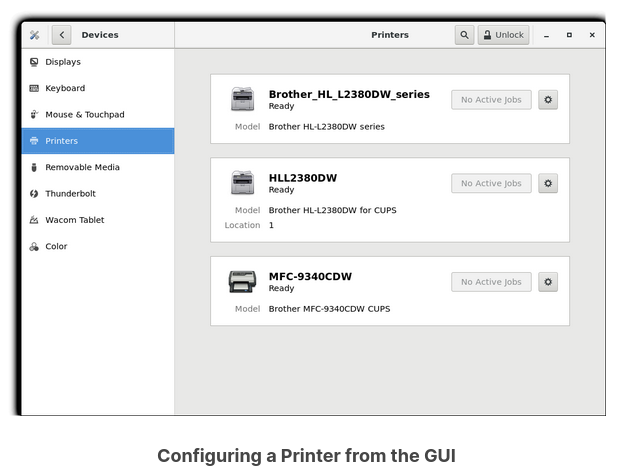 Devices
Printers
Unlock
Displays
Keyboard
Mouse & Touchpad
Printers
Removable Media
Thunderbolt
Wacom Tablet
Color
Brother_HL_L2380DW_series
Ready
No Active Jobs
Model Brother HL-L2380DW series
HLL2380DW
Ready
No Active Jobs
Model Brother HL-L2380DW for CUPS
Location 1
MFC-9340CDW
Ready
No Active Jobs
Model Brother MFC-9340CDW CUPS
Configuring a Printer from the GUI